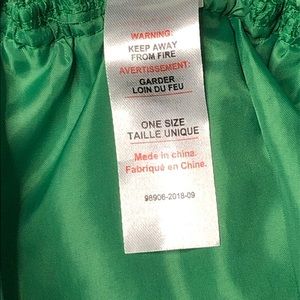 WARNING:
KEEP AWAY
FROM FIRE
AVERTISSEMENT:
GARDER
LOIN DU FEU
ONE SIZE
TAILLE UNIQUE
Made in china.
Fabriqué en Chine.
98906-2018-09